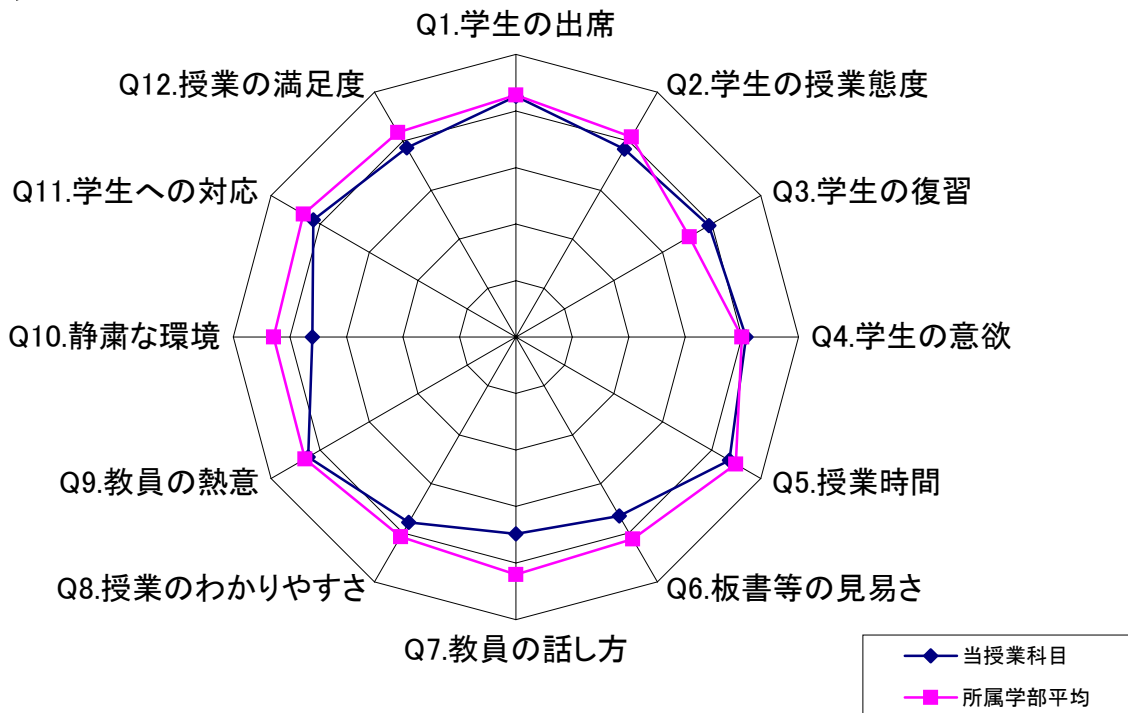 Q1.学生の出席
Q2.学生の授業態度
Q3.学生の復習
Q4.学生の意欲
Q5.授業時間
Q6.板書等の見易さ
Q7.教員の話し方
Q8.授業のわかりやすさ
Q9.教員の熱意
Q10.静粛な環境
Q11.学生への対応
Q12.授業の満足度
当授業科目
所属学部平均